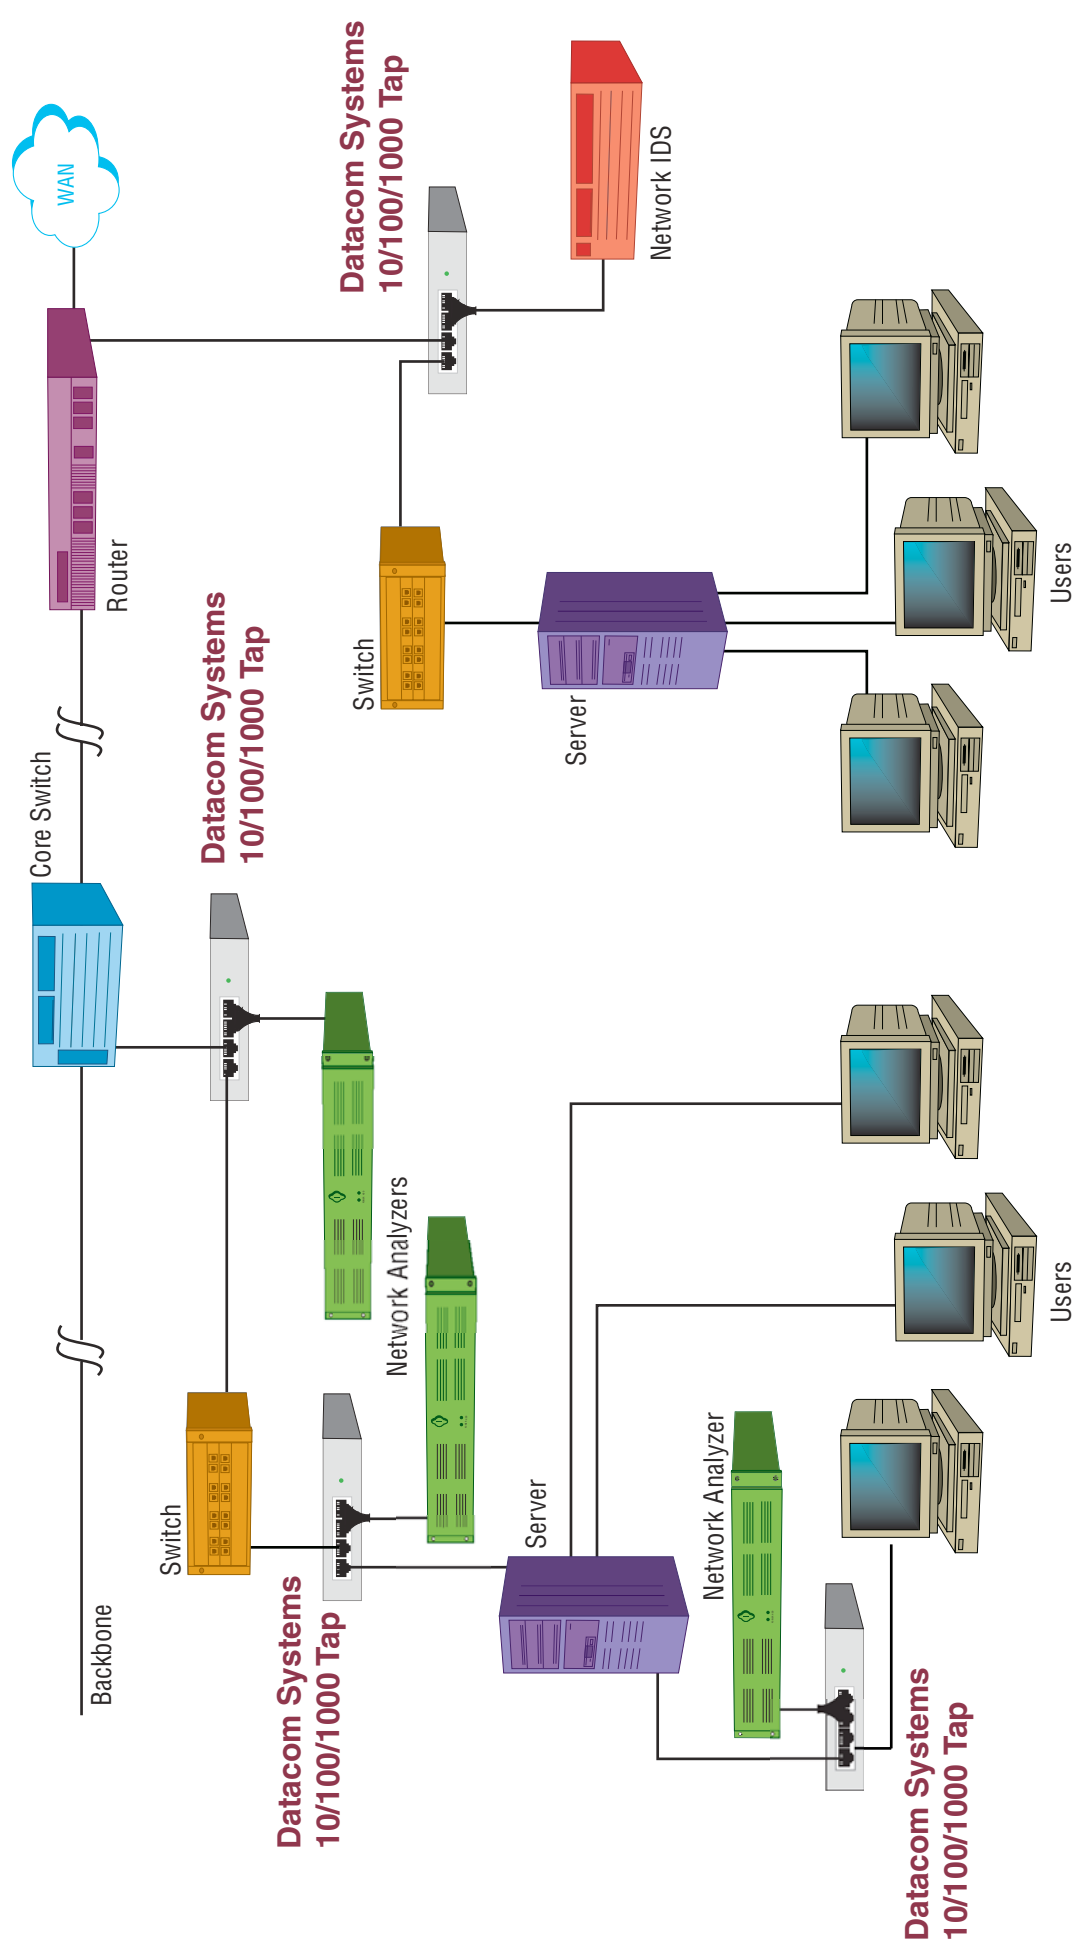 Backbone
Core Switch
Router
WAN
Switch
Datacom Systems
10/100/1000 Tap
Datacom Systems
10/100/1000 Tap
Datacom Systems
10/100/1000 Tap
Network Analyzers
Switch
Server
Network IDS
Server
Network Analyzer
Datacom Systems
10/100/1000 Tap
Users
Users